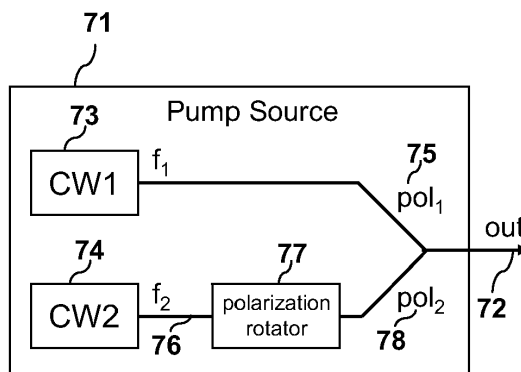 71
Pump Source
73
CW1
f₁
75
pol₁
out
72
74
CW2
f₂
76
77
polarization
rotator
pol₂
78